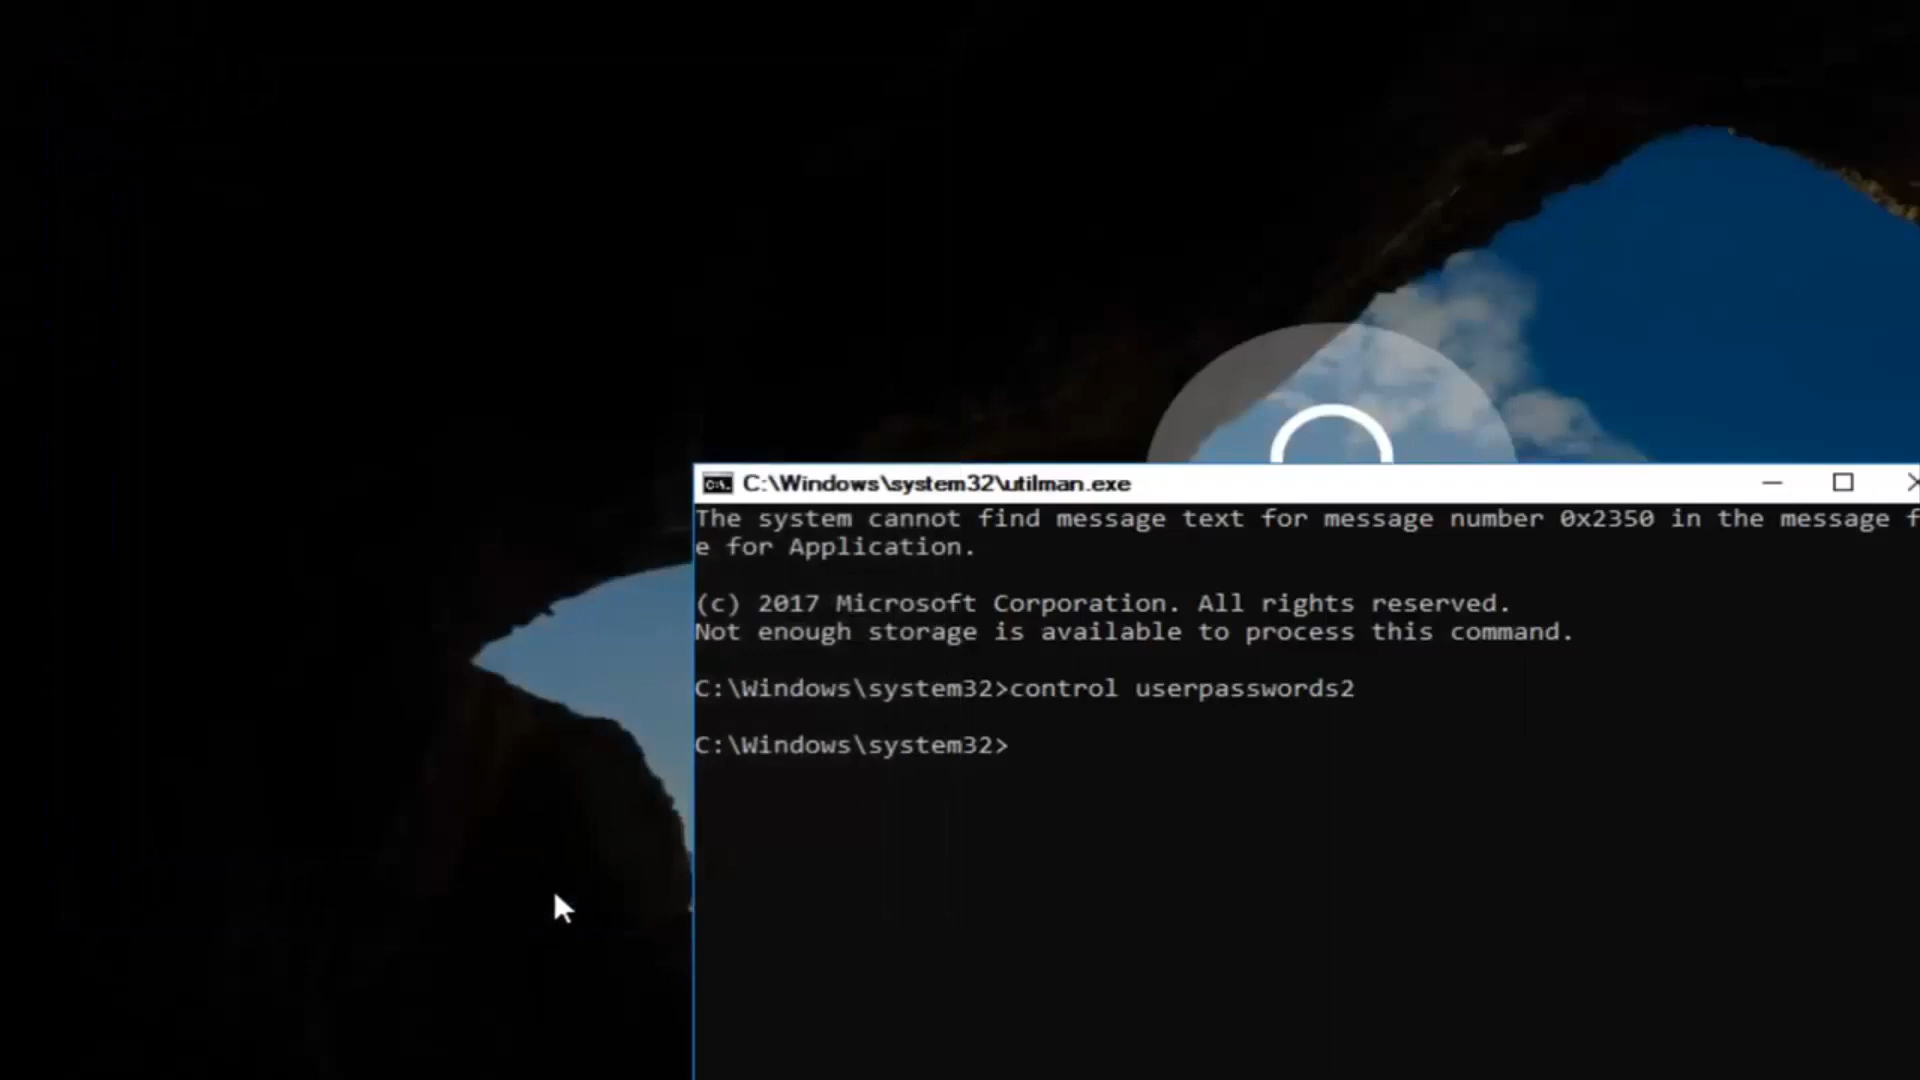 C:\Windows\system32\utilman.exe
The system cannot find message text for message number 0x2350 in the message f
e for Application.
(c) 2017 Microsoft Corporation. All rights reserved.
Not enough storage is available to process this command.
C:\Windows\system32>control userpasswords2
C:\Windows\system32>